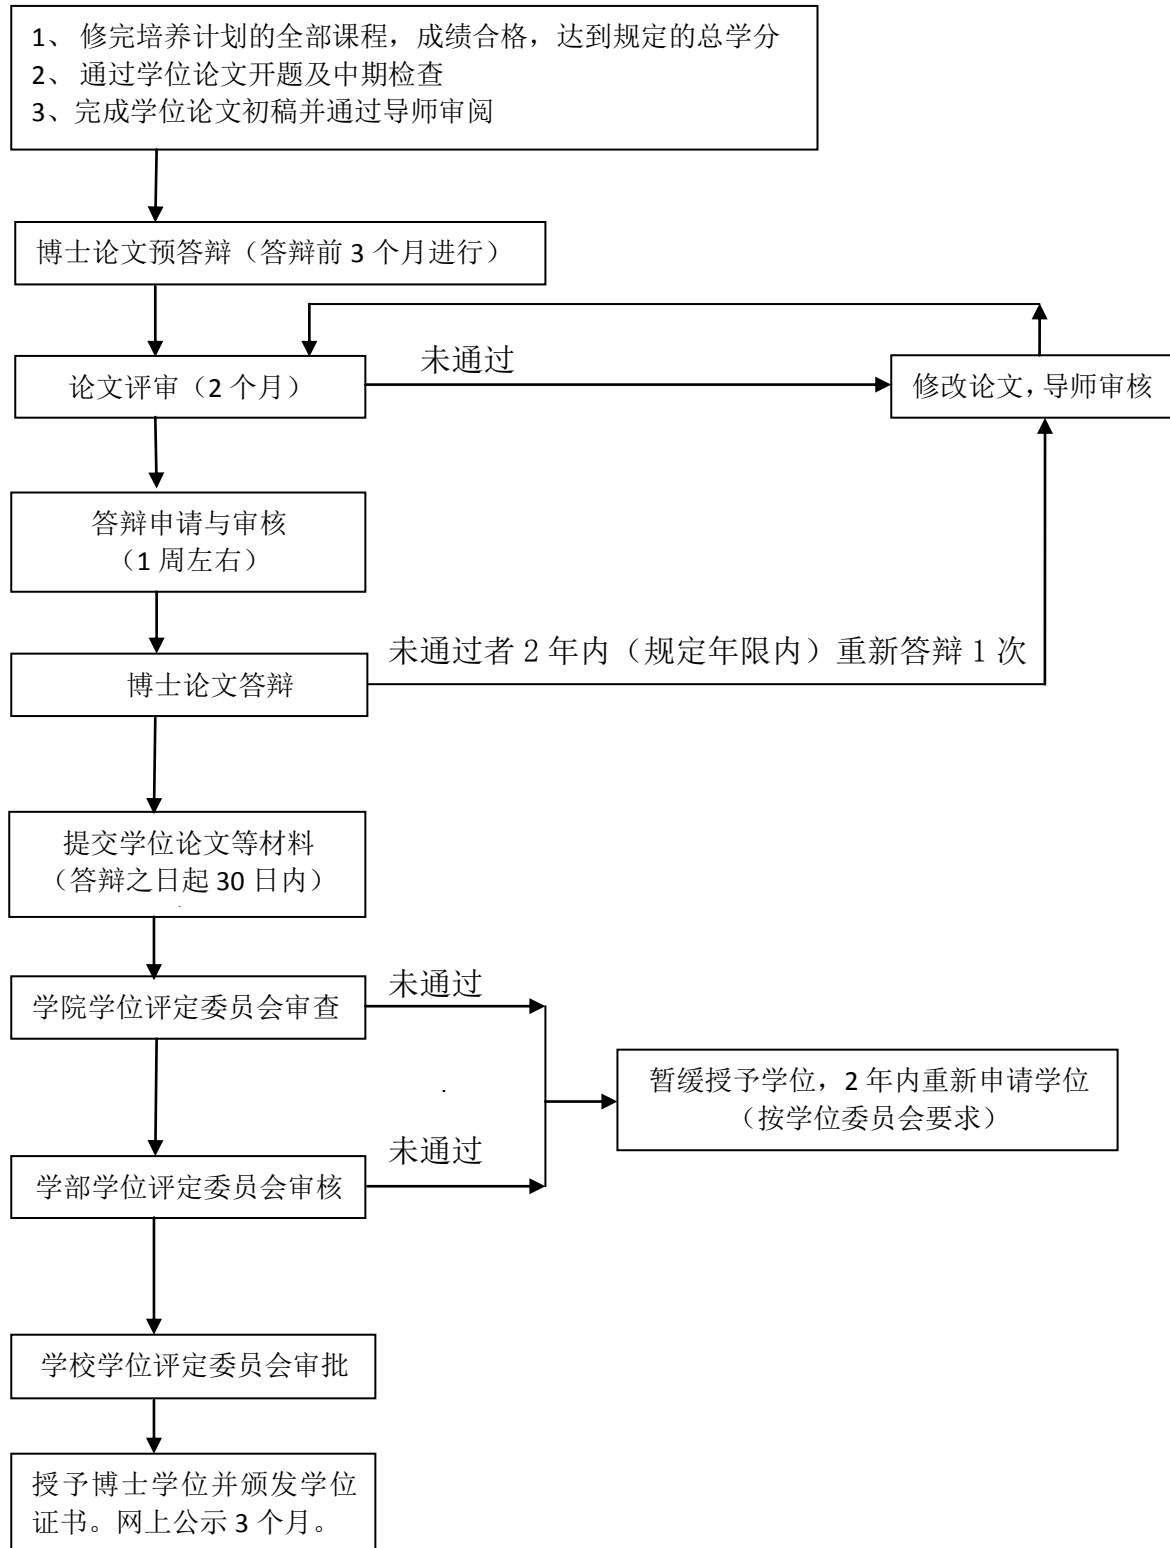 1、 修完培养计划的全部课程，成绩合格，达到规定的总学分
2、 通过学位论文开题及中期检查
3、完成学位论文初稿并通过导师审阅
博士论文预答辩（答辩前 3 个月进行）
未通过
论文评审（2 个月）
修改论文，导师审核
答辩申请与审核
（1 周左右）
未通过者 2 年内（规定年限内）重新答辩 1 次
博士论文答辩
提交学位论文等材料
（答辩之日起 30 日内）
未通过
学院学位评定委员会审查
暂缓授予学位，2 年内重新申请学位
（按学位委员会要求）
未通过
学部学位评定委员会审核
学校学位评定委员会审批
授予博士学位并颁发学位
证书。网上公示 3 个月。